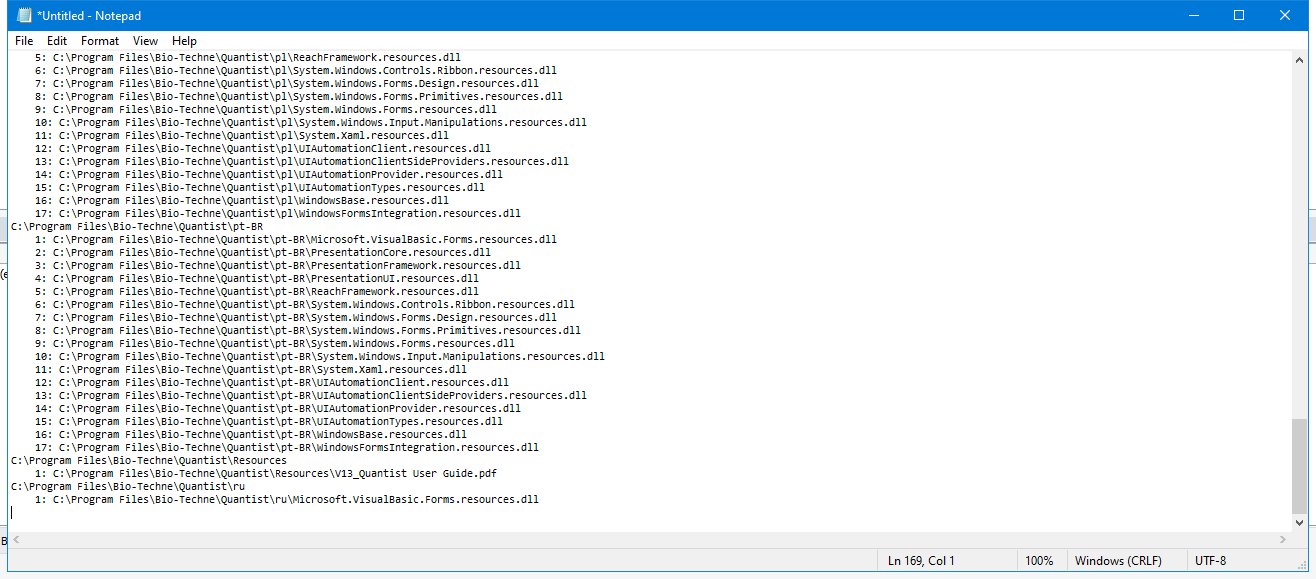 *Untitled - Notepad
File Edit Format View Help
5: C:\Program Files\Bio-Techne\Quantist\pl\ReachFramework.resources.dll
6: C:\Program Files\Bio-Techne\Quantist\pl\System.Windows.Controls.Ribbon.resources.dll
7: C:\Program Files\Bio-Techne\Quantist\pl\System.Windows.Forms.Design.resources.dll
8: C:\Program Files\Bio-Techne\Quantist\pl\System.Windows.Forms.Primitives.resources.dll
9: C:\Program Files\Bio-Techne\Quantist\pl\System.Windows.Forms.resources.dll
10: C:\Program Files\Bio-Techne\Quantist\pl\System.Windows.Input.Manipulations.resources.dll
11: C:\Program Files\Bio-Techne\Quantist\pl\System.Xaml.resources.dll
12: C:\Program Files\Bio-Techne\Quantist\pl\UIAutomationClient.resources.dll
13: C:\Program Files\Bio-Techne\Quantist\pl\UIAutomationClientSideProviders.resources.dll
14: C:\Program Files\Bio-Techne\Quantist\pl\UIAutomationProvider.resources.dll
15: C:\Program Files\Bio-Techne\Quantist\pl\UIAutomationTypes.resources.dll
16: C:\Program Files\Bio-Techne\Quantist\pl\WindowsBase.resources.dll
17: C:\Program Files\Bio-Techne\Quantist\pl\WindowsFormsIntegration.resources.dll
C:\Program Files\Bio-Techne\Quantist\pt-BR
1: C:\Program Files\Bio-Techne\Quantist\pt-BR\Microsoft.VisualBasic.Forms.resources.dll
2: C:\Program Files\Bio-Techne\Quantist\pt-BR\PresentationCore.resources.dll
3: C:\Program Files\Bio-Techne\Quantist\pt-BR\PresentationFramework.resources.dll
4: C:\Program Files\Bio-Techne\Quantist\pt-BR\PresentationUI.resources.dll
5: C:\Program Files\Bio-Techne\Quantist\pt-BR\ReachFramework.resources.dll
6: C:\Program Files\Bio-Techne\Quantist\pt-BR\System.Windows.Controls.Ribbon.resources.dll
7: C:\Program Files\Bio-Techne\Quantist\pt-BR\System.Windows.Forms.Design.resources.dll
8: C:\Program Files\Bio-Techne\Quantist\pt-BR\System.Windows.Forms.Primitives.resources.dll
9: C:\Program Files\Bio-Techne\Quantist\pt-BR\System.Windows.Forms.resources.dll
10: C:\Program Files\Bio-Techne\Quantist\pt-BR\System.Windows.Input.Manipulations.resources.dll
11: C:\Program Files\Bio-Techne\Quantist\pt-BR\System.Xaml.resources.dll
12: C:\Program Files\Bio-Techne\Quantist\pt-BR\UIAutomationClient.resources.dll
13: C:\Program Files\Bio-Techne\Quantist\pt-BR\UIAutomationClientSideProviders.resources.dll
14: C:\Program Files\Bio-Techne\Quantist\pt-BR\UIAutomationProvider.resources.dll
15: C:\Program Files\Bio-Techne\Quantist\pt-BR\UIAutomationTypes.resources.dll
16: C:\Program Files\Bio-Techne\Quantist\pt-BR\WindowsBase.resources.dll
17: C:\Program Files\Bio-Techne\Quantist\pt-BR\WindowsFormsIntegration.resources.dll
C:\Program Files\Bio-Techne\Quantist\Resources
1: C:\Program Files\Bio-Techne\Quantist\Resources\V13_Quantist User Guide.pdf
C:\Program Files\Bio-Techne\Quantist\ru
1: C:\Program Files\Bio-Techne\Quantist\ru\Microsoft.VisualBasic.Forms.resources.dll
Ln 169, Col 1 100% Windows (CRLF) UTF-8